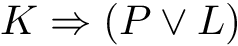 K ⇒ (P ∨ L)